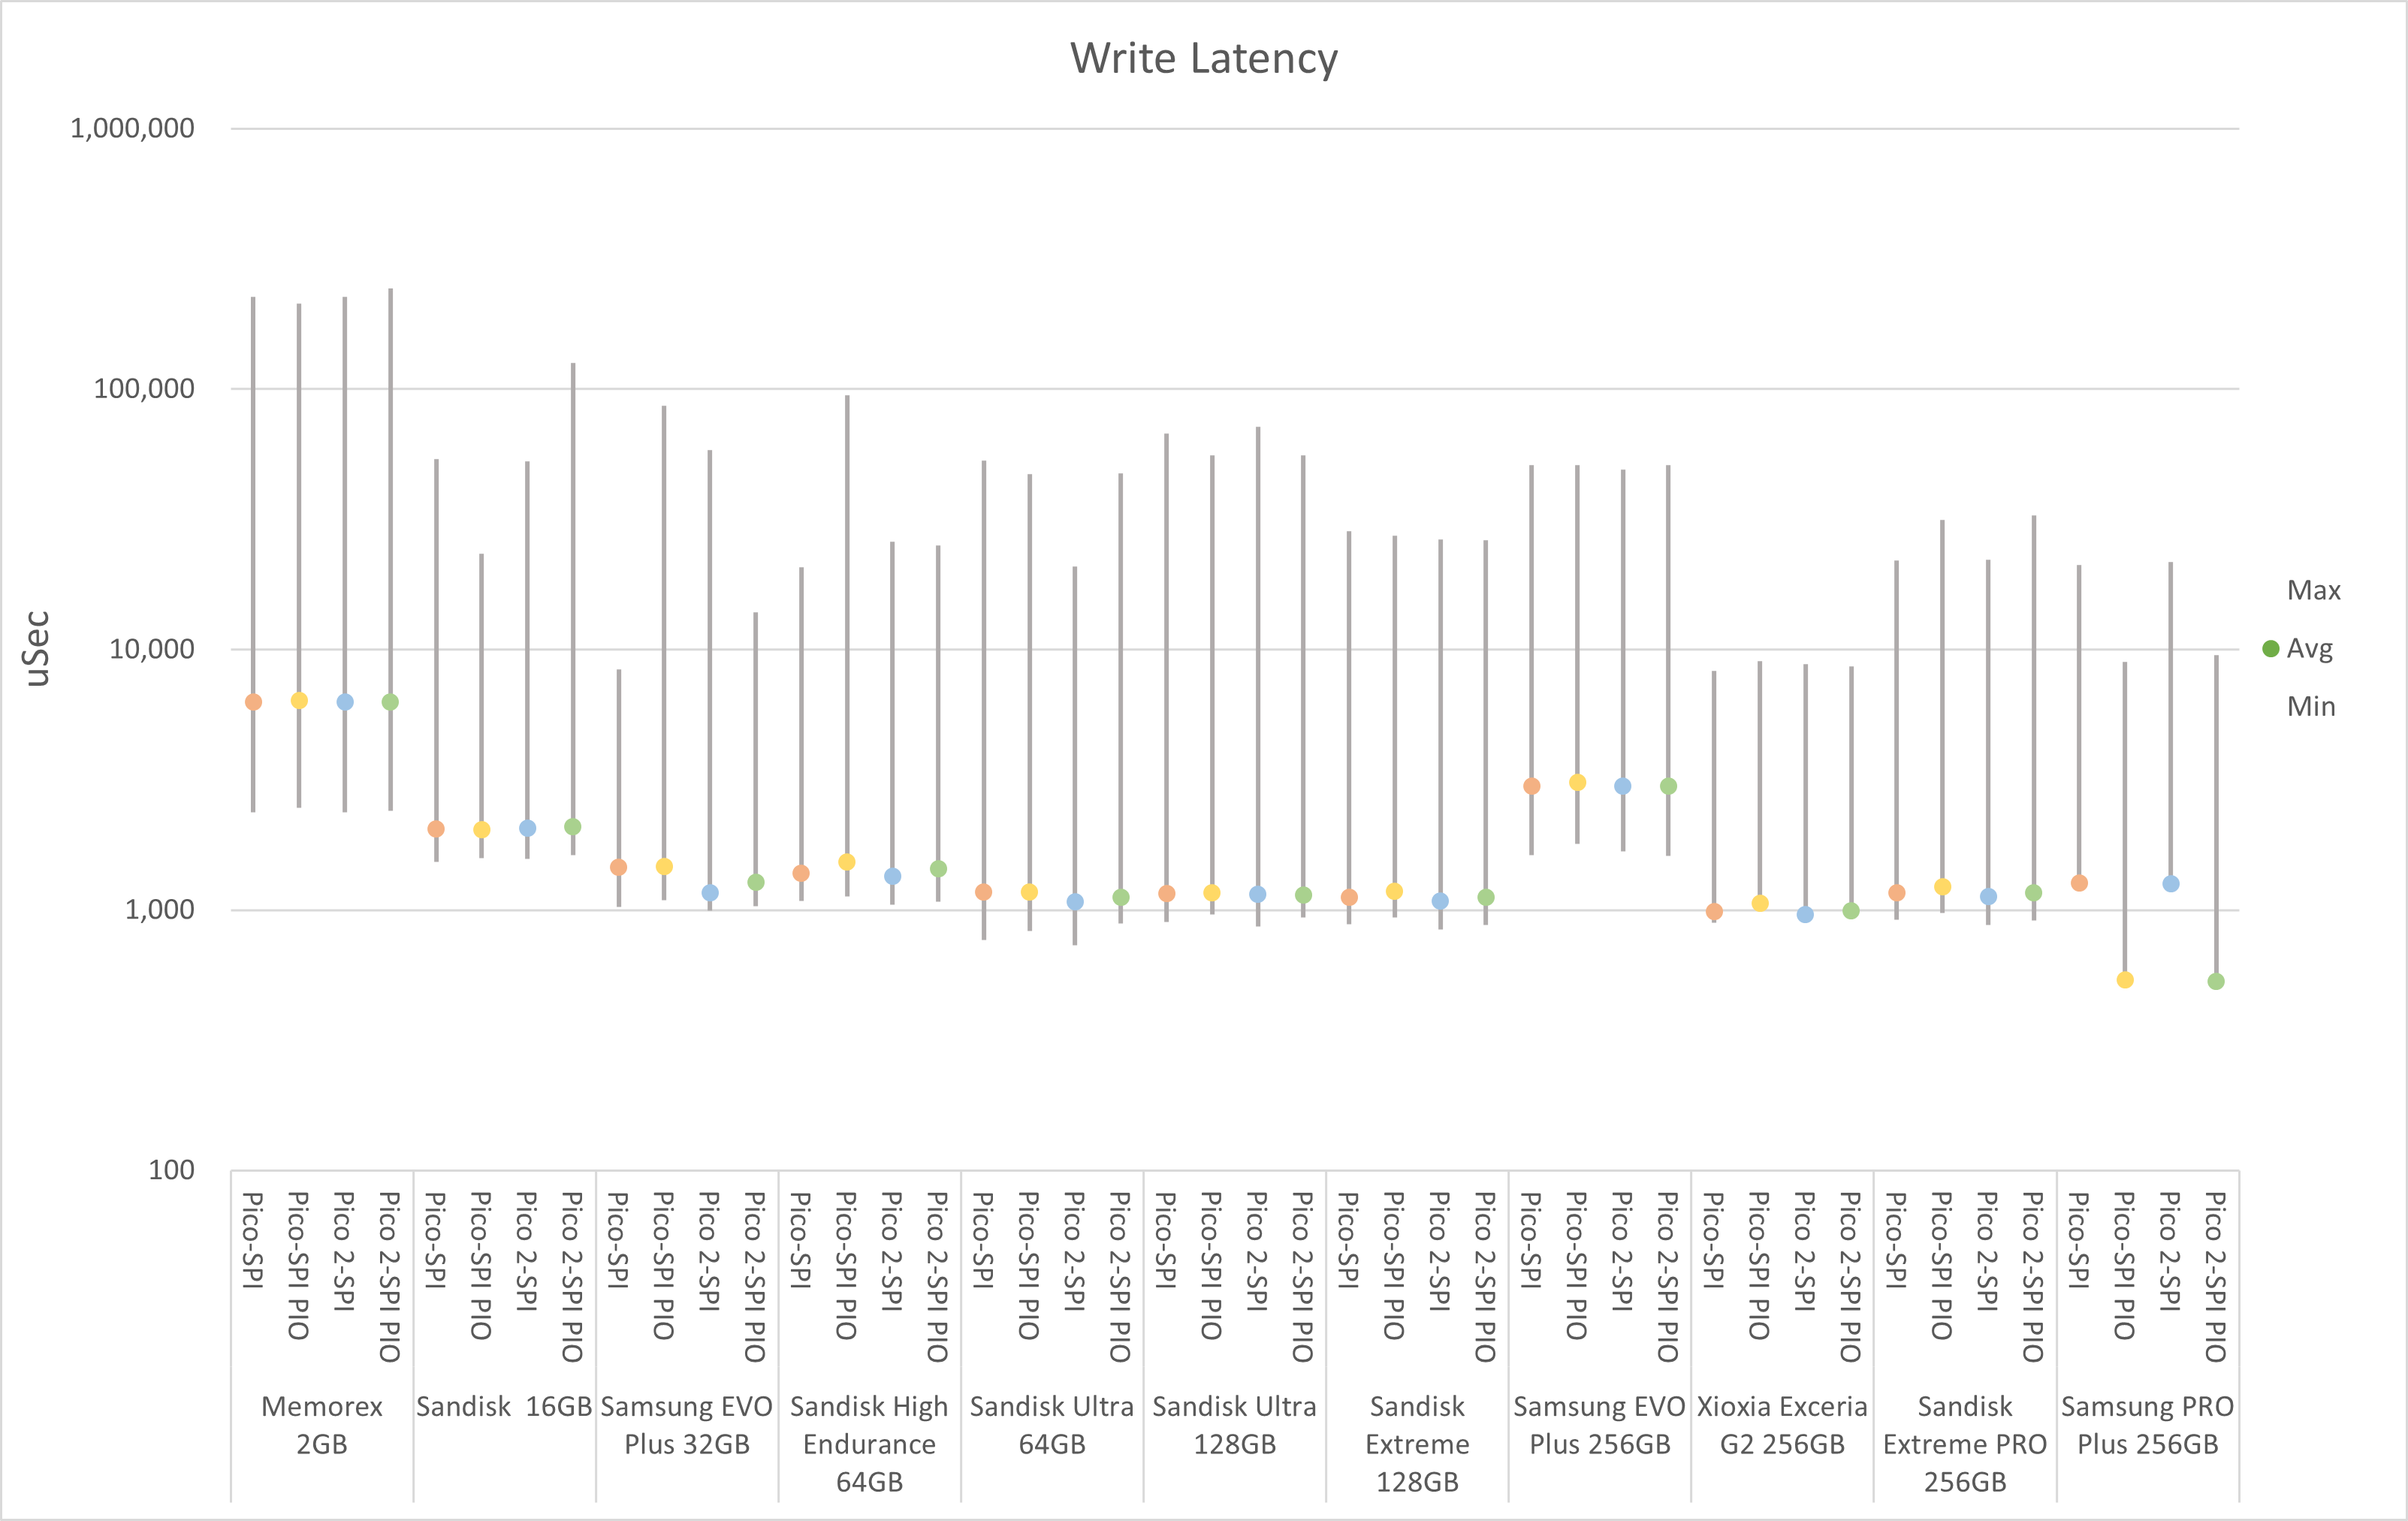 Write Latency
1,000,000
100,000
10,000
1,000
100
uSec
Max
Avg
Min
Pico-SPI
Pico-SPI PIO
Pico 2-SPI
Pico 2-SPI PIO
Pico-SPI
Pico-SPI PIO
Pico 2-SPI
Pico 2-SPI PIO
Pico-SPI
Pico-SPI PIO
Pico 2-SPI
Pico 2-SPI PIO
Pico-SPI
Pico-SPI PIO
Pico 2-SPI
Pico 2-SPI PIO
Pico-SPI
Pico-SPI PIO
Pico 2-SPI
Pico 2-SPI PIO
Pico-SPI
Pico-SPI PIO
Pico 2-SPI
Pico 2-SPI PIO
Pico-SPI
Pico-SPI PIO
Pico 2-SPI
Pico 2-SPI PIO
Pico-SPI
Pico-SPI PIO
Pico 2-SPI
Pico 2-SPI PIO
Pico-SPI
Pico-SPI PIO
Pico 2-SPI
Pico 2-SPI PIO
Pico-SPI
Pico-SPI PIO
Pico 2-SPI
Pico 2-SPI PIO
Pico-SPI
Pico-SPI PIO
Pico 2-SPI
Pico 2-SPI PIO
Memorex
2GB
Sandisk  16GB
Samsung EVO
Plus 32GB
Sandisk High
Endurance
64GB
Sandisk Ultra
64GB
Sandisk Ultra
128GB
Sandisk
Extreme
128GB
Samsung EVO
Plus 256GB
Xioxia Exceria
G2 256GB
Sandisk
Extreme PRO
256GB
Samsung PRO
Plus 256GB